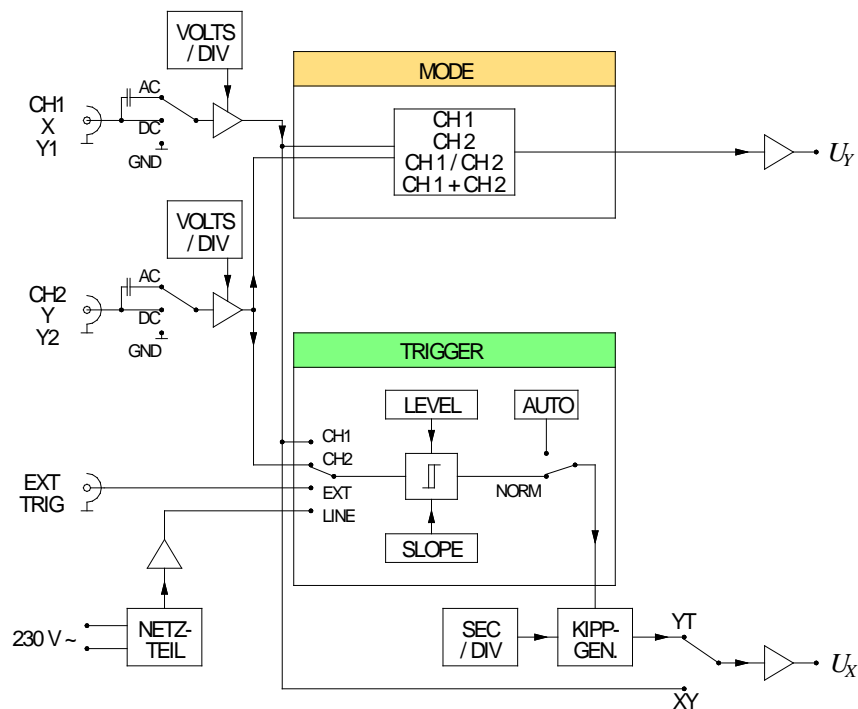 VOLTS
/ DIV
MODE
CH1
X
Y1
AC
DC
GND
CH 1
CH 2
CH 1 / CH 2
CH 1 + CH 2
U_Y
VOLTS
/ DIV
CH2
Y
Y2
AC
DC
GND
TRIGGER
LEVEL
AUTO
CH1
CH2
EXT
LINE
NORM
SLOPE
EXT
TRIG
230 V ~
NETZ-
TEIL
SEC
/ DIV
KIPP-
GEN.
YT
XY
U_X